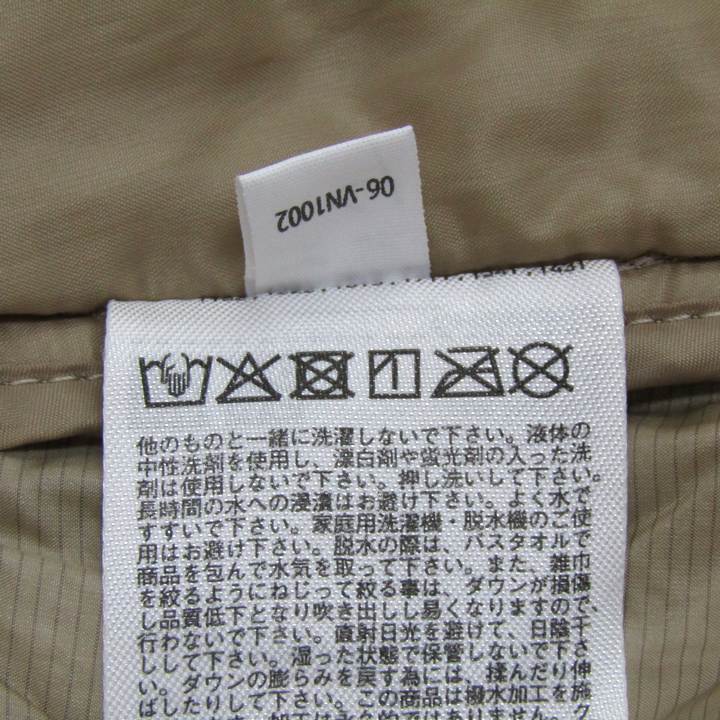 06-VN1002
他のものと一緒に洗濯しないで下さい。液体の
中性洗剤を使用し、漂白剤や蛍光剤の入った洗
剤は使用しないで下さい。押し洗いして下さい。
長時間の水への浸漬はお避け下さい。よく水で
すすいで下さい。家庭用洗濯機・脱水機のご使
用はお避け下さい。脱水の際は、バスタオルで
商品を包んで水気を取って下さい。また、雑巾
を絞るようにねじって絞る事は、ダウンが損傷
し品質低下となり吹き出しし易くなりますので、
行わないで下さい。直射日光を避けて、日陰干
しして下さい。湿った状態で保管しないで下さ
い。ダウンの膨らみを戻す為には、揉んだり伸
ばしたりして下さい。この商品は撥水加工を施